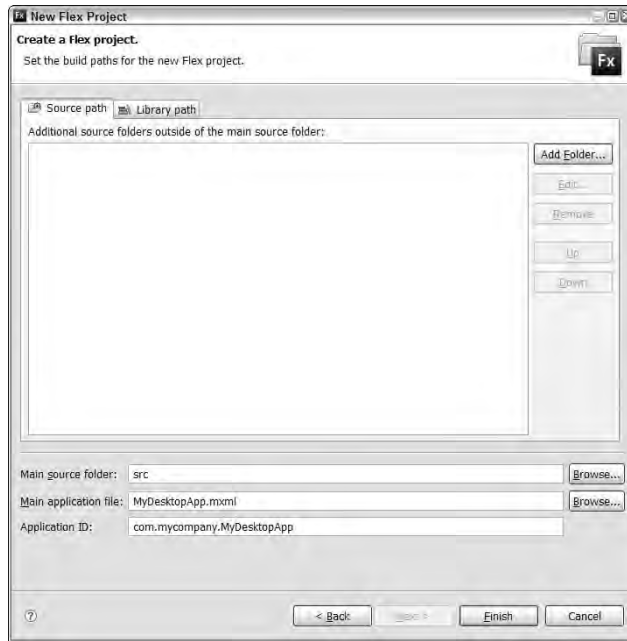 Fx New Flex Project
Create a Flex project.
Set the build paths for the new Flex project.
Fx
Source path
Library path
Additional source folders outside of the main source folder:
Add Folder...
Edit...
Remove
Up
Down
Main source folder: src Browse...
Main application file: MyDesktopApp.mxml Browse...
Application ID: com.mycompany.MyDesktopApp
? < Back Next > Finish Cancel